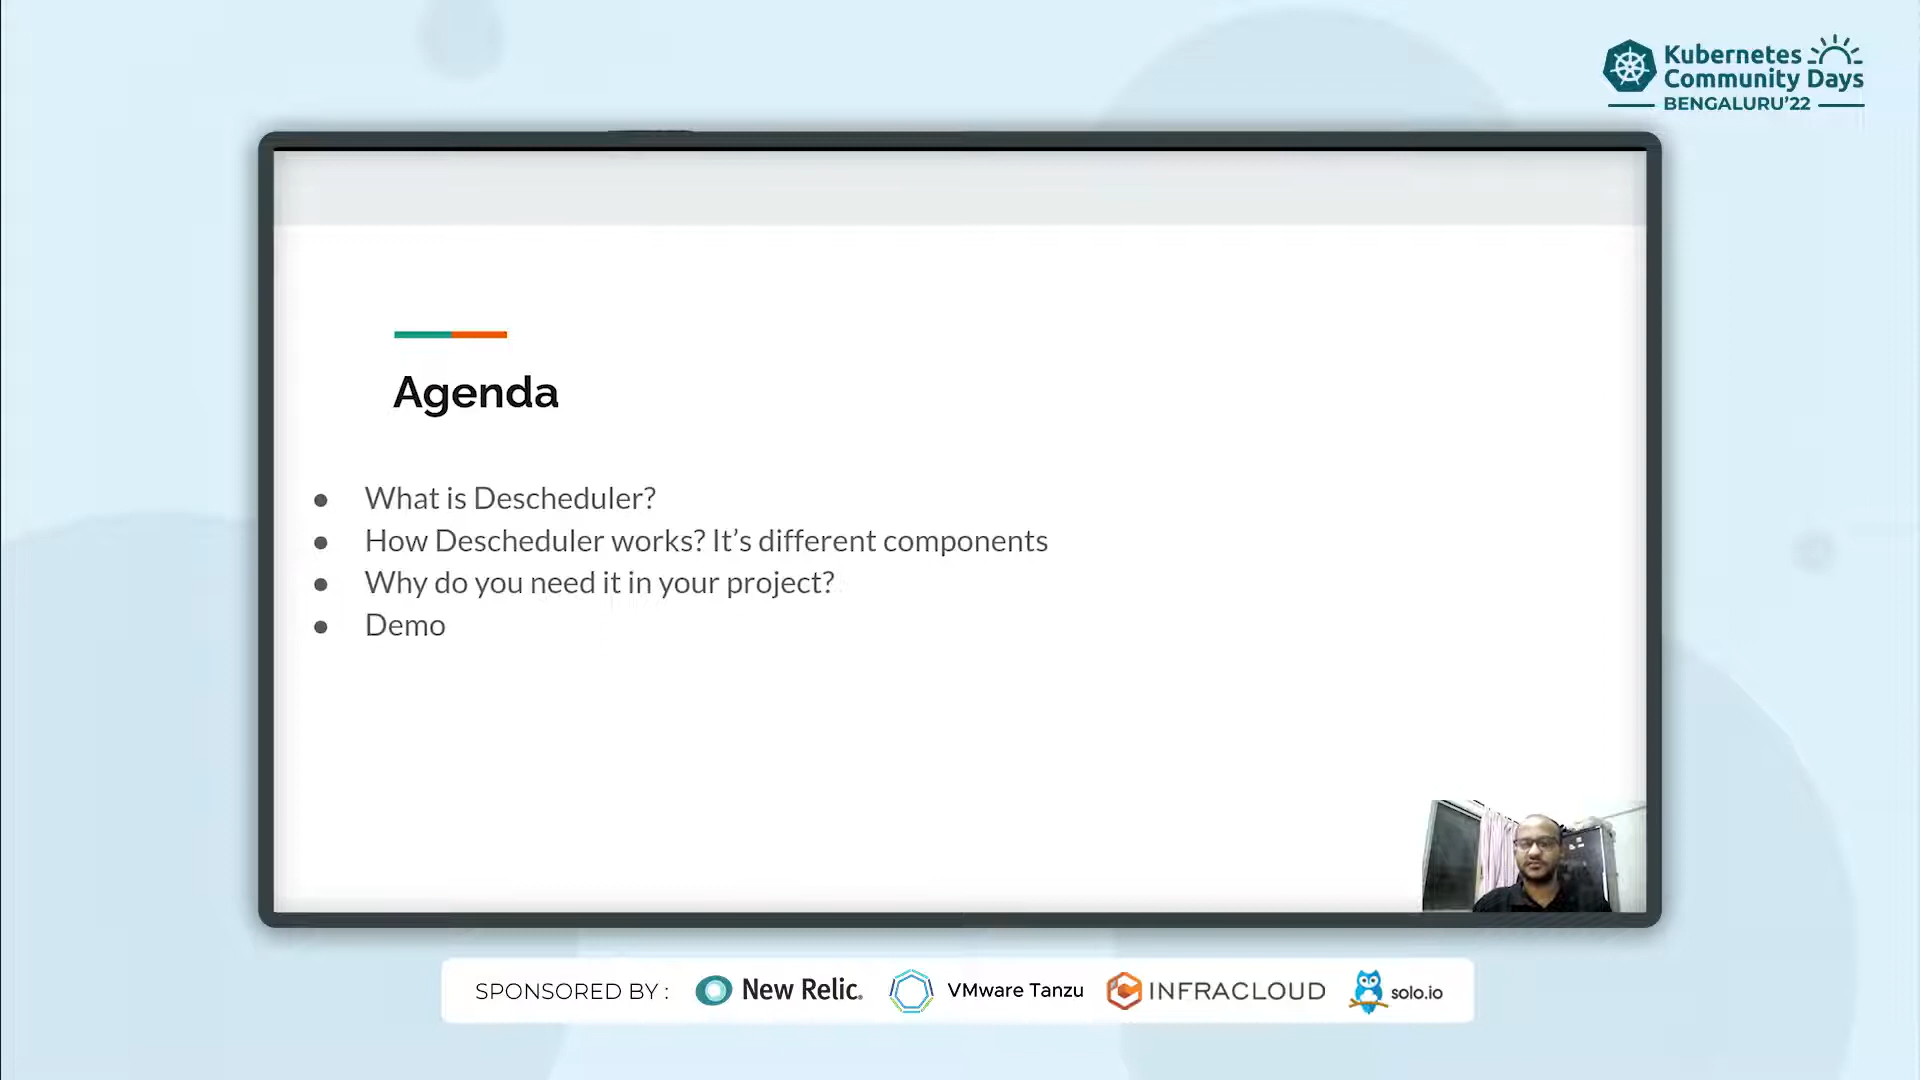 Kubernetes
Community Days
BENGALURU'22
Agenda
● What is Descheduler?
● How Descheduler works? It’s different components
● Why do you need it in your project?
● Demo
SPONSORED BY : New Relic. VMware Tanzu INFRACLOUD solo.io